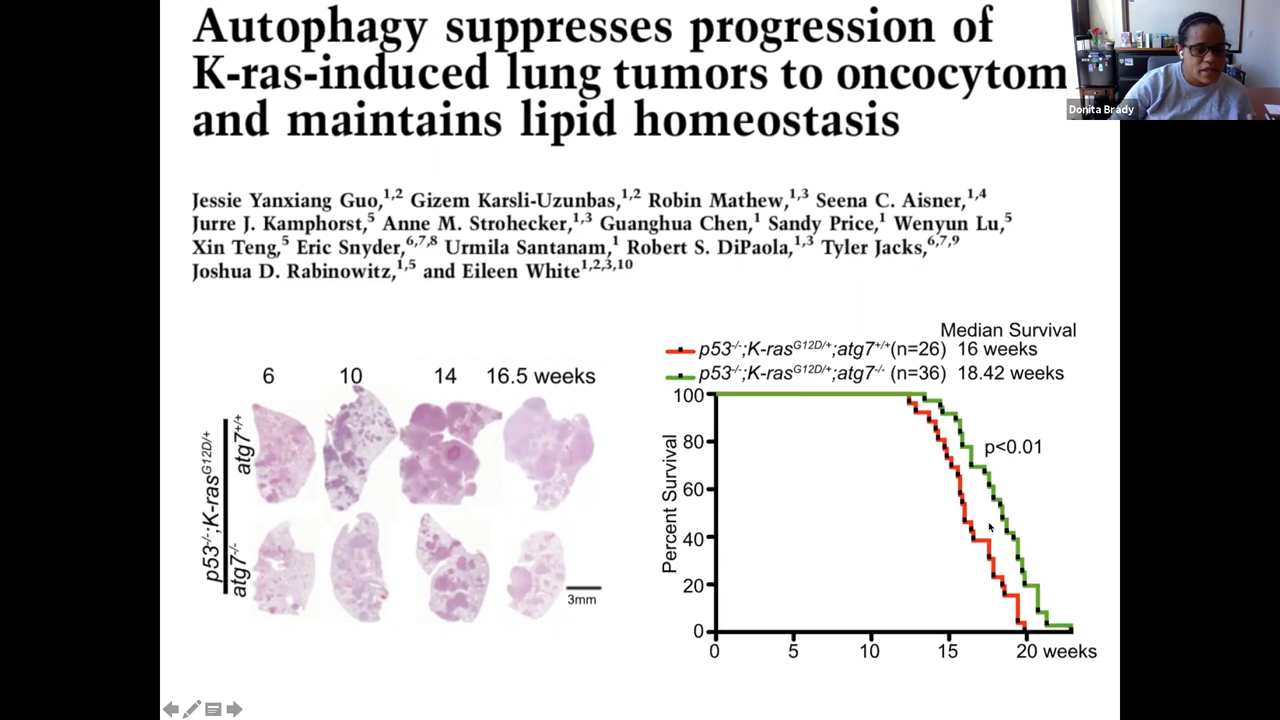 Autophagy suppresses progression of
K-ras-induced lung tumors to oncocytom
and maintains lipid homeostasis
Donita Brady
Jessie Yanxiang Guo,1,2 Gizem Karsli-Uzunbas,1,2 Robin Mathew,1,3 Seena C. Aisner,1,4
Jurre J. Kamphorst,5 Anne M. Strohecker,1,3 Guanghua Chen,1 Sandy Price,1 Wenyun Lu,5
Xin Teng,5 Eric Snyder,6,7,8 Urmila Santanam,1 Robert S. DiPaola,1,3 Tyler Jacks,6,7,9
Joshua D. Rabinowitz,1,5 and Eileen White1,2,3,10
6 10 14 16.5 weeks
p53-/-;K-rasG12D/+
atg7+/+
atg7-/-
3mm
Median Survival
p53-/-;K-rasG12D/+;atg7+/+(n=26) 16 weeks
p53-/-;K-rasG12D/+;atg7-/- (n=36) 18.42 weeks
Percent Survival
100
80
60
40
20
0
p<0.01
0 5 10 15 20 weeks